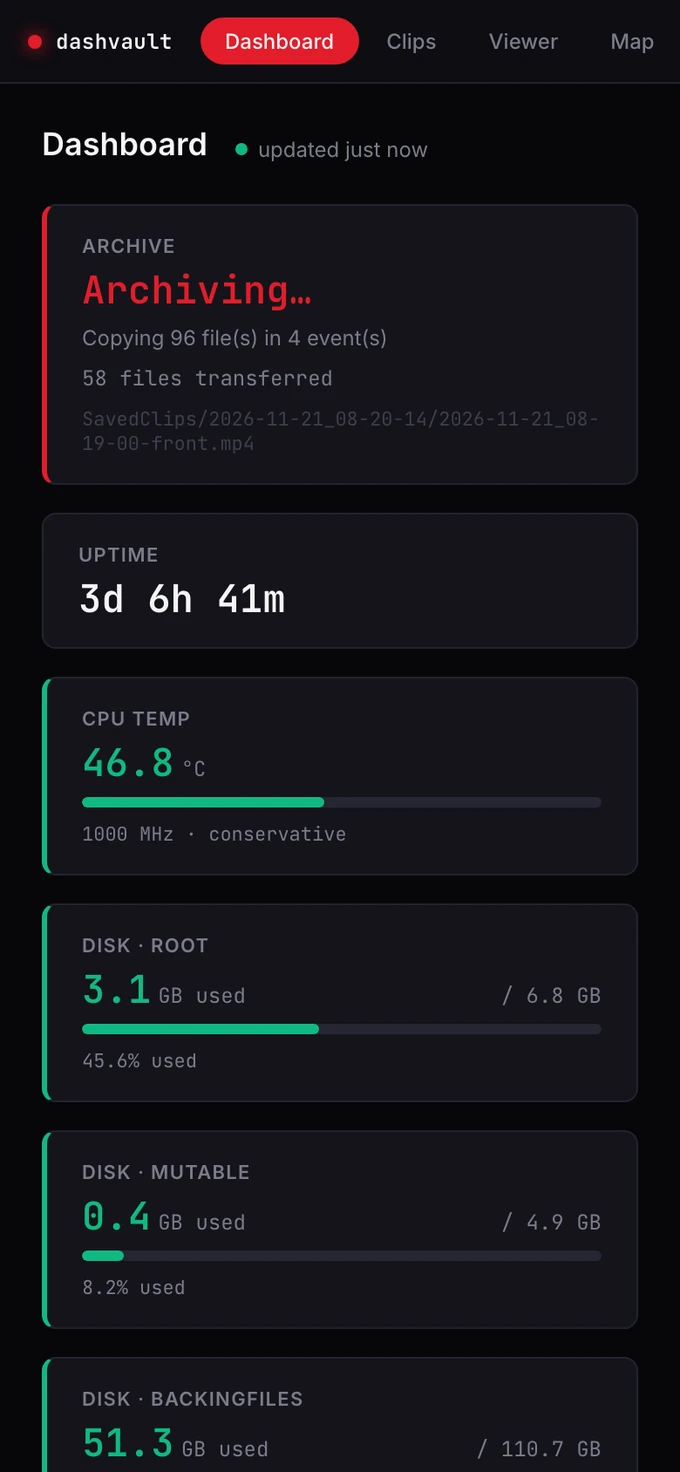 dashvault Dashboard Clips Viewer Map
Dashboard updated just now
ARCHIVE
Archiving…
Copying 96 file(s) in 4 event(s)
58 files transferred
SavedClips/2026-11-21_08-20-14/2026-11-21_08-
19-00-front.mp4
UPTIME
3d 6h 41m
CPU TEMP
46.8 °C
1000 MHz · conservative
DISK · ROOT
3.1 GB used / 6.8 GB
45.6% used
DISK · MUTABLE
0.4 GB used / 4.9 GB
8.2% used
DISK · BACKINGFILES
51.3 GB used / 110.7 GB